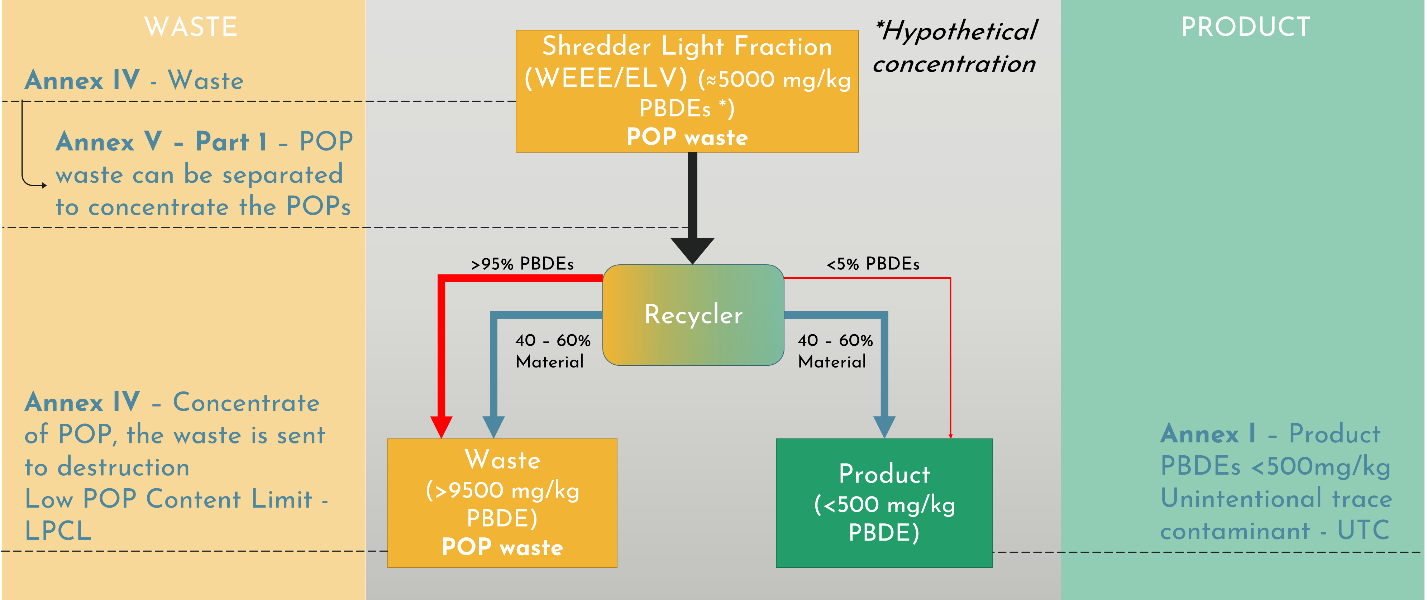 WASTE
PRODUCT
*Hypothetical
concentration
Shredder Light Fraction
(WEEE/ELV) (≈5000 mg/kg
PBDEs *)
POP waste
Annex IV - Waste
Annex V – Part 1 – POP
waste can be separated
to concentrate the POPs
>95% PBDEs
<5% PBDEs
Recycler
40 – 60%
Material
40 – 60%
Material
Annex IV – Concentrate
of POP, the waste is sent
to destruction
Low POP Content Limit -
LPCL
Waste
(>9500 mg/kg
PBDE)
POP waste
Product
(<500 mg/kg
PBDE)
Annex I – Product
PBDEs <500mg/kg
Unintentional trace
contaminant - UTC